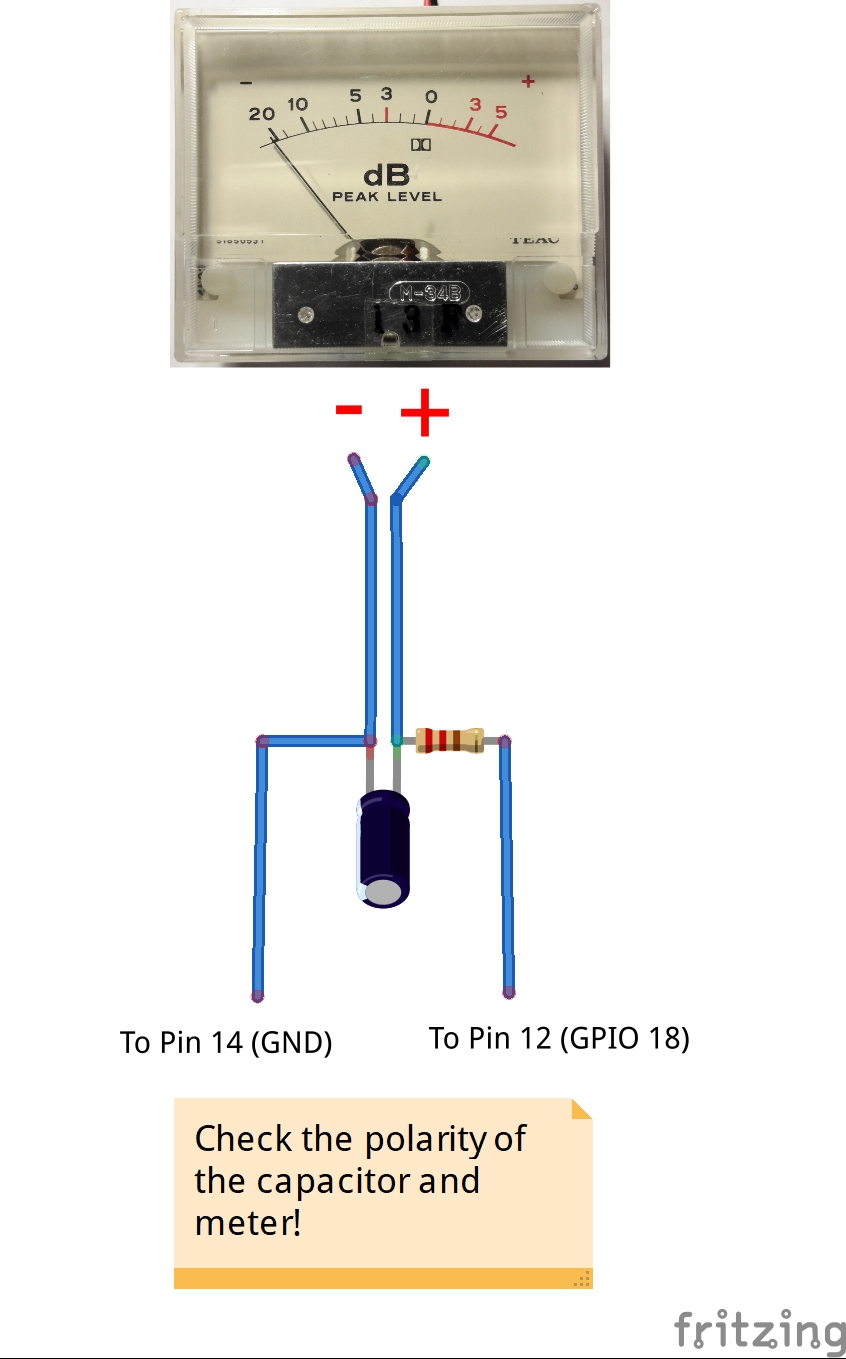 - +
20 10 5 3 0 3 5
dB
PEAK LEVEL
TEAC
M-34B
1 3 F
- +
To Pin 14 (GND)
To Pin 12 (GPIO 18)
Check the polarity of
the capacitor and
meter!
fritzing